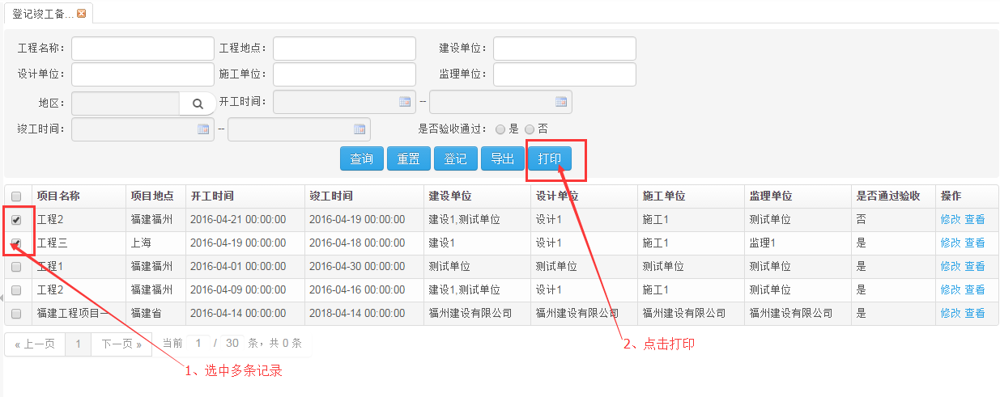 登记竣工备...
工程名称： 工程地点： 建设单位：
设计单位： 施工单位： 监理单位：
地区： 开工时间： --
竣工时间： -- 是否验收通过： 是 否
查询 重置 登记 导出 打印
项目名称 项目地点 开工时间 竣工时间 建设单位 设计单位 施工单位 监理单位 是否通过验收 操作
工程2 福建福州 2016-04-21 00:00:00 2016-04-19 00:00:00 建设1,测试单位 设计1 施工1 测试单位 否 修改 查看
工程三 上海 2016-04-19 00:00:00 2016-04-18 00:00:00 建设1 设计1 施工1 监理1 是 修改 查看
工程1 福建福州 2016-04-01 00:00:00 2016-04-30 00:00:00 测试单位 测试单位 测试单位 测试单位 是 修改 查看
工程2 福建福州 2016-04-09 00:00:00 2016-04-16 00:00:00 建设1,测试单位 设计1 施工1 测试单位 是 修改 查看
福建工程项目一 福建省 2016-04-14 00:00:00 2018-04-14 00:00:00 福州建设有限公司 福州建设有限公司 福州建设有限公司 福州建设有限公司 是 修改 查看
« 上一页 1 下一页 » 当前 1 / 30 条，共 0 条
2、点击打印
1、选中多条记录